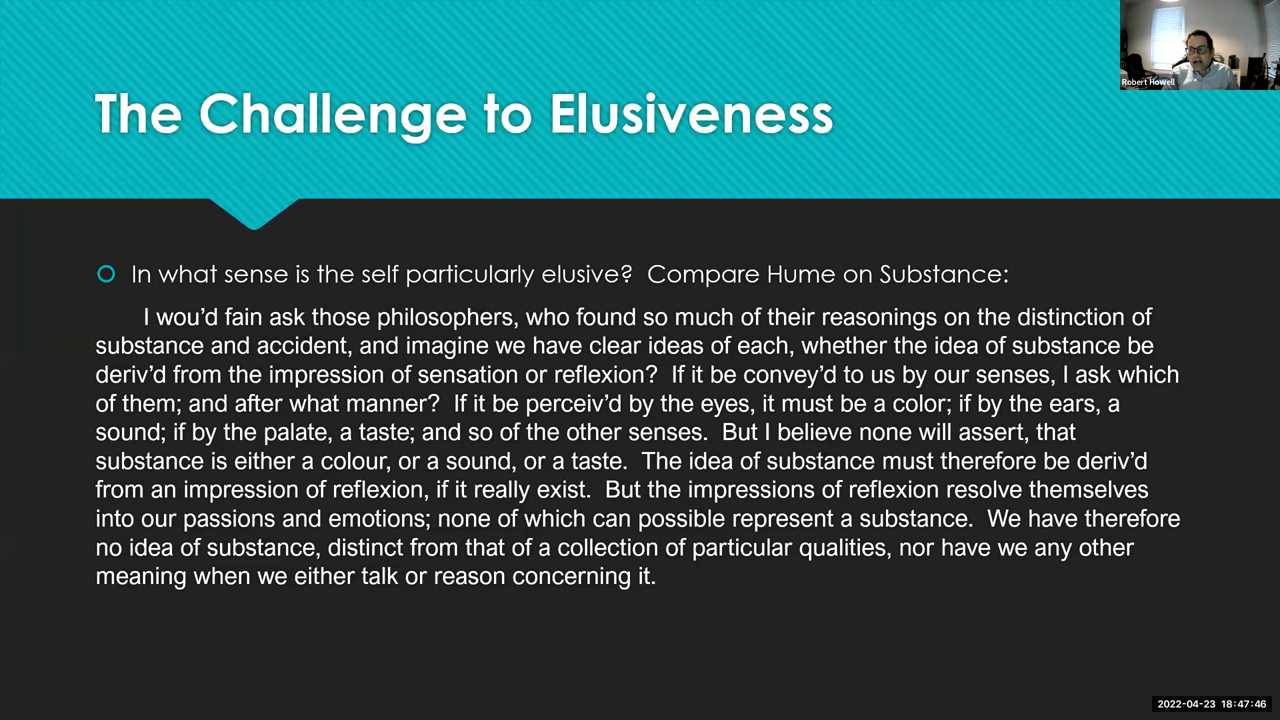 Robert Howell
The Challenge to Elusiveness
In what sense is the self particularly elusive? Compare Hume on Substance:
I wou’d fain ask those philosophers, who found so much of their reasonings on the distinction of
substance and accident, and imagine we have clear ideas of each, whether the idea of substance be
deriv’d from the impression of sensation or reflexion? If it be convey’d to us by our senses, I ask which
of them; and after what manner? If it be perceiv’d by the eyes, it must be a color; if by the ears, a
sound; if by the palate, a taste; and so of the other senses. But I believe none will assert, that
substance is either a colour, or a sound, or a taste. The idea of substance must therefore be deriv’d
from an impression of reflexion, if it really exist. But the impressions of reflexion resolve themselves
into our passions and emotions; none of which can possible represent a substance. We have therefore
no idea of substance, distinct from that of a collection of particular qualities, nor have we any other
meaning when we either talk or reason concerning it.
2022-04-23 18:47:46